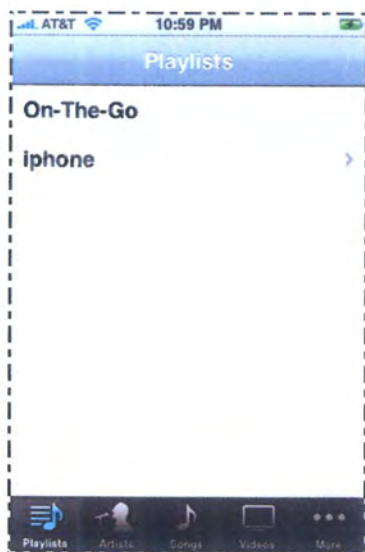 AT&T 10:59 PM
Playlists
On-The-Go
iphone
Playlists Artists Songs Videos More